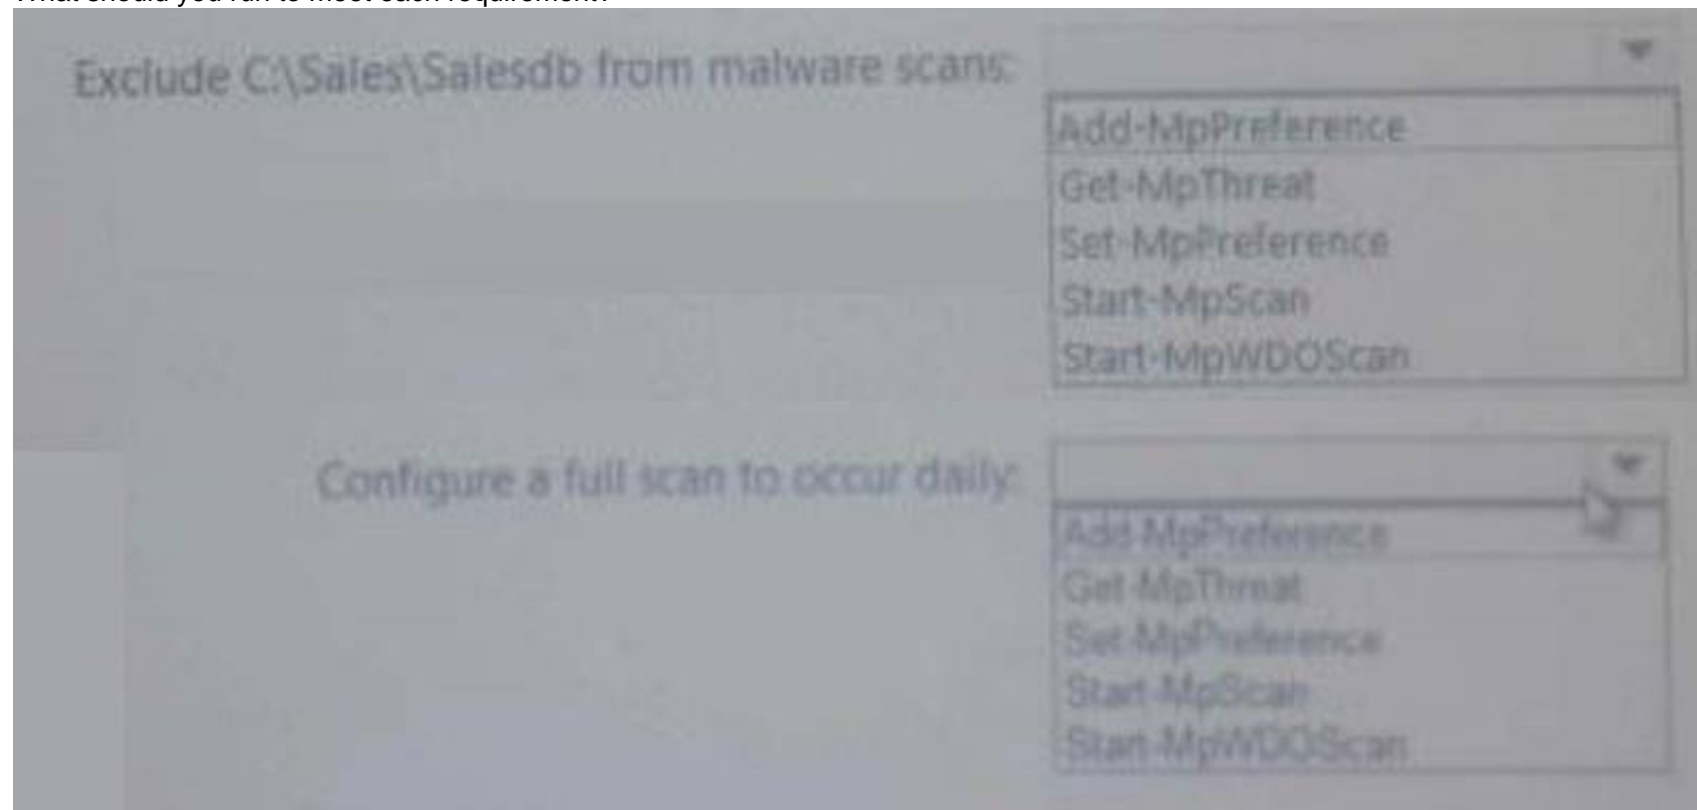 What should you run to meet each requirement?
Exclude C:\Sales\Salesdb from malware scans:
Add-MpPreference
Get-MpThreat
Set-MpPreference
Start-MpScan
Start-MpWDOScan
Configure a full scan to occur daily:
Add-MpPreference
Get-MpThreat
Set-MpPreference
Start-MpScan
Start-MpWDOScan